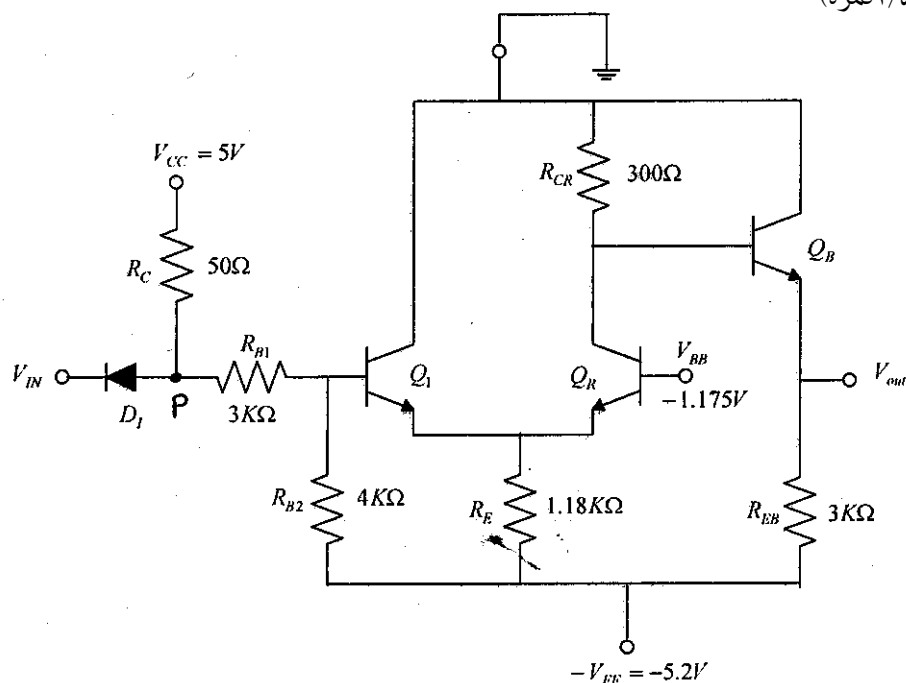 V_CC = 5V
R_C 50Ω
R_CR 300Ω
Q_B
R_B1
3KΩ
V_IN
D_1
P
Q_1
Q_R
V_BB
-1.175V
V_out
R_B2 4KΩ
R_E 1.18KΩ
R_EB 3KΩ
-V_EE = -5.2V